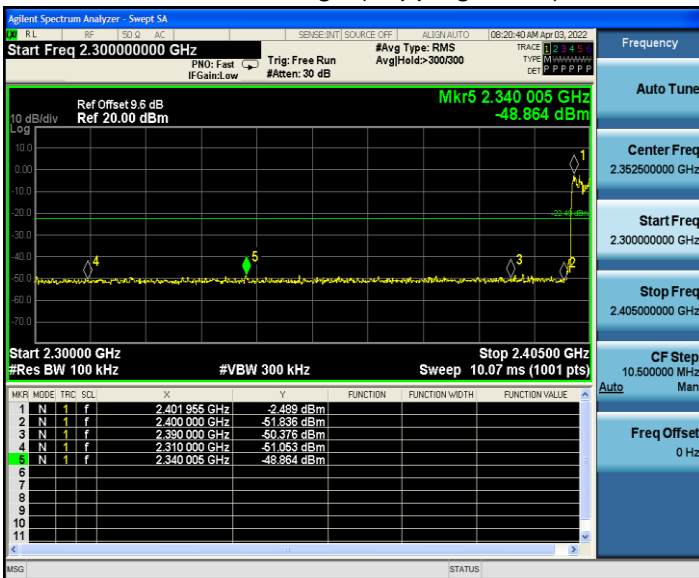 Agilent Spectrum Analyzer - Swept SA
RL RF 50 Ω AC SENSE:INT SOURCE OFF ALIGN AUTO 08:20:40 AM Apr 03, 2022
Start Freq 2.300000000 GHz
PNO: Fast
IFGain:Low
Trig: Free Run
#Atten: 30 dB
#Avg Type: RMS
Avg|Hold:>300/300
TRACE 1 2 3 4 5 6
TYPE M
DET P P P P P P
Ref Offset 9.6 dB
10 dB/div Ref 20.00 dBm
Log
Mkr5 2.340 005 GHz
-48.864 dBm
10.0
0.00
-10.0
-20.0
-30.0
-40.0
-50.0
-60.0
-70.0
1
-22.49 dBm
4
5
3
2
Start 2.30000 GHz Stop 2.40500 GHz
#Res BW 100 kHz #VBW 300 kHz Sweep 10.07 ms (1001 pts)
MKR MODE TRC SCL X Y FUNCTION FUNCTION WIDTH FUNCTION VALUE
1 N 1 f 2.401 955 GHz -2.489 dBm
2 N 1 f 2.400 000 GHz -51.836 dBm
3 N 1 f 2.390 000 GHz -50.376 dBm
4 N 1 f 2.310 000 GHz -51.053 dBm
5 N 1 f 2.340 005 GHz -48.864 dBm
6
7
8
9
10
11
MSG STATUS
Frequency
Auto Tune
Center Freq
2.352500000 GHz
Start Freq
2.300000000 GHz
Stop Freq
2.405000000 GHz
CF Step
10.500000 MHz
Auto Man
Freq Offset
0 Hz